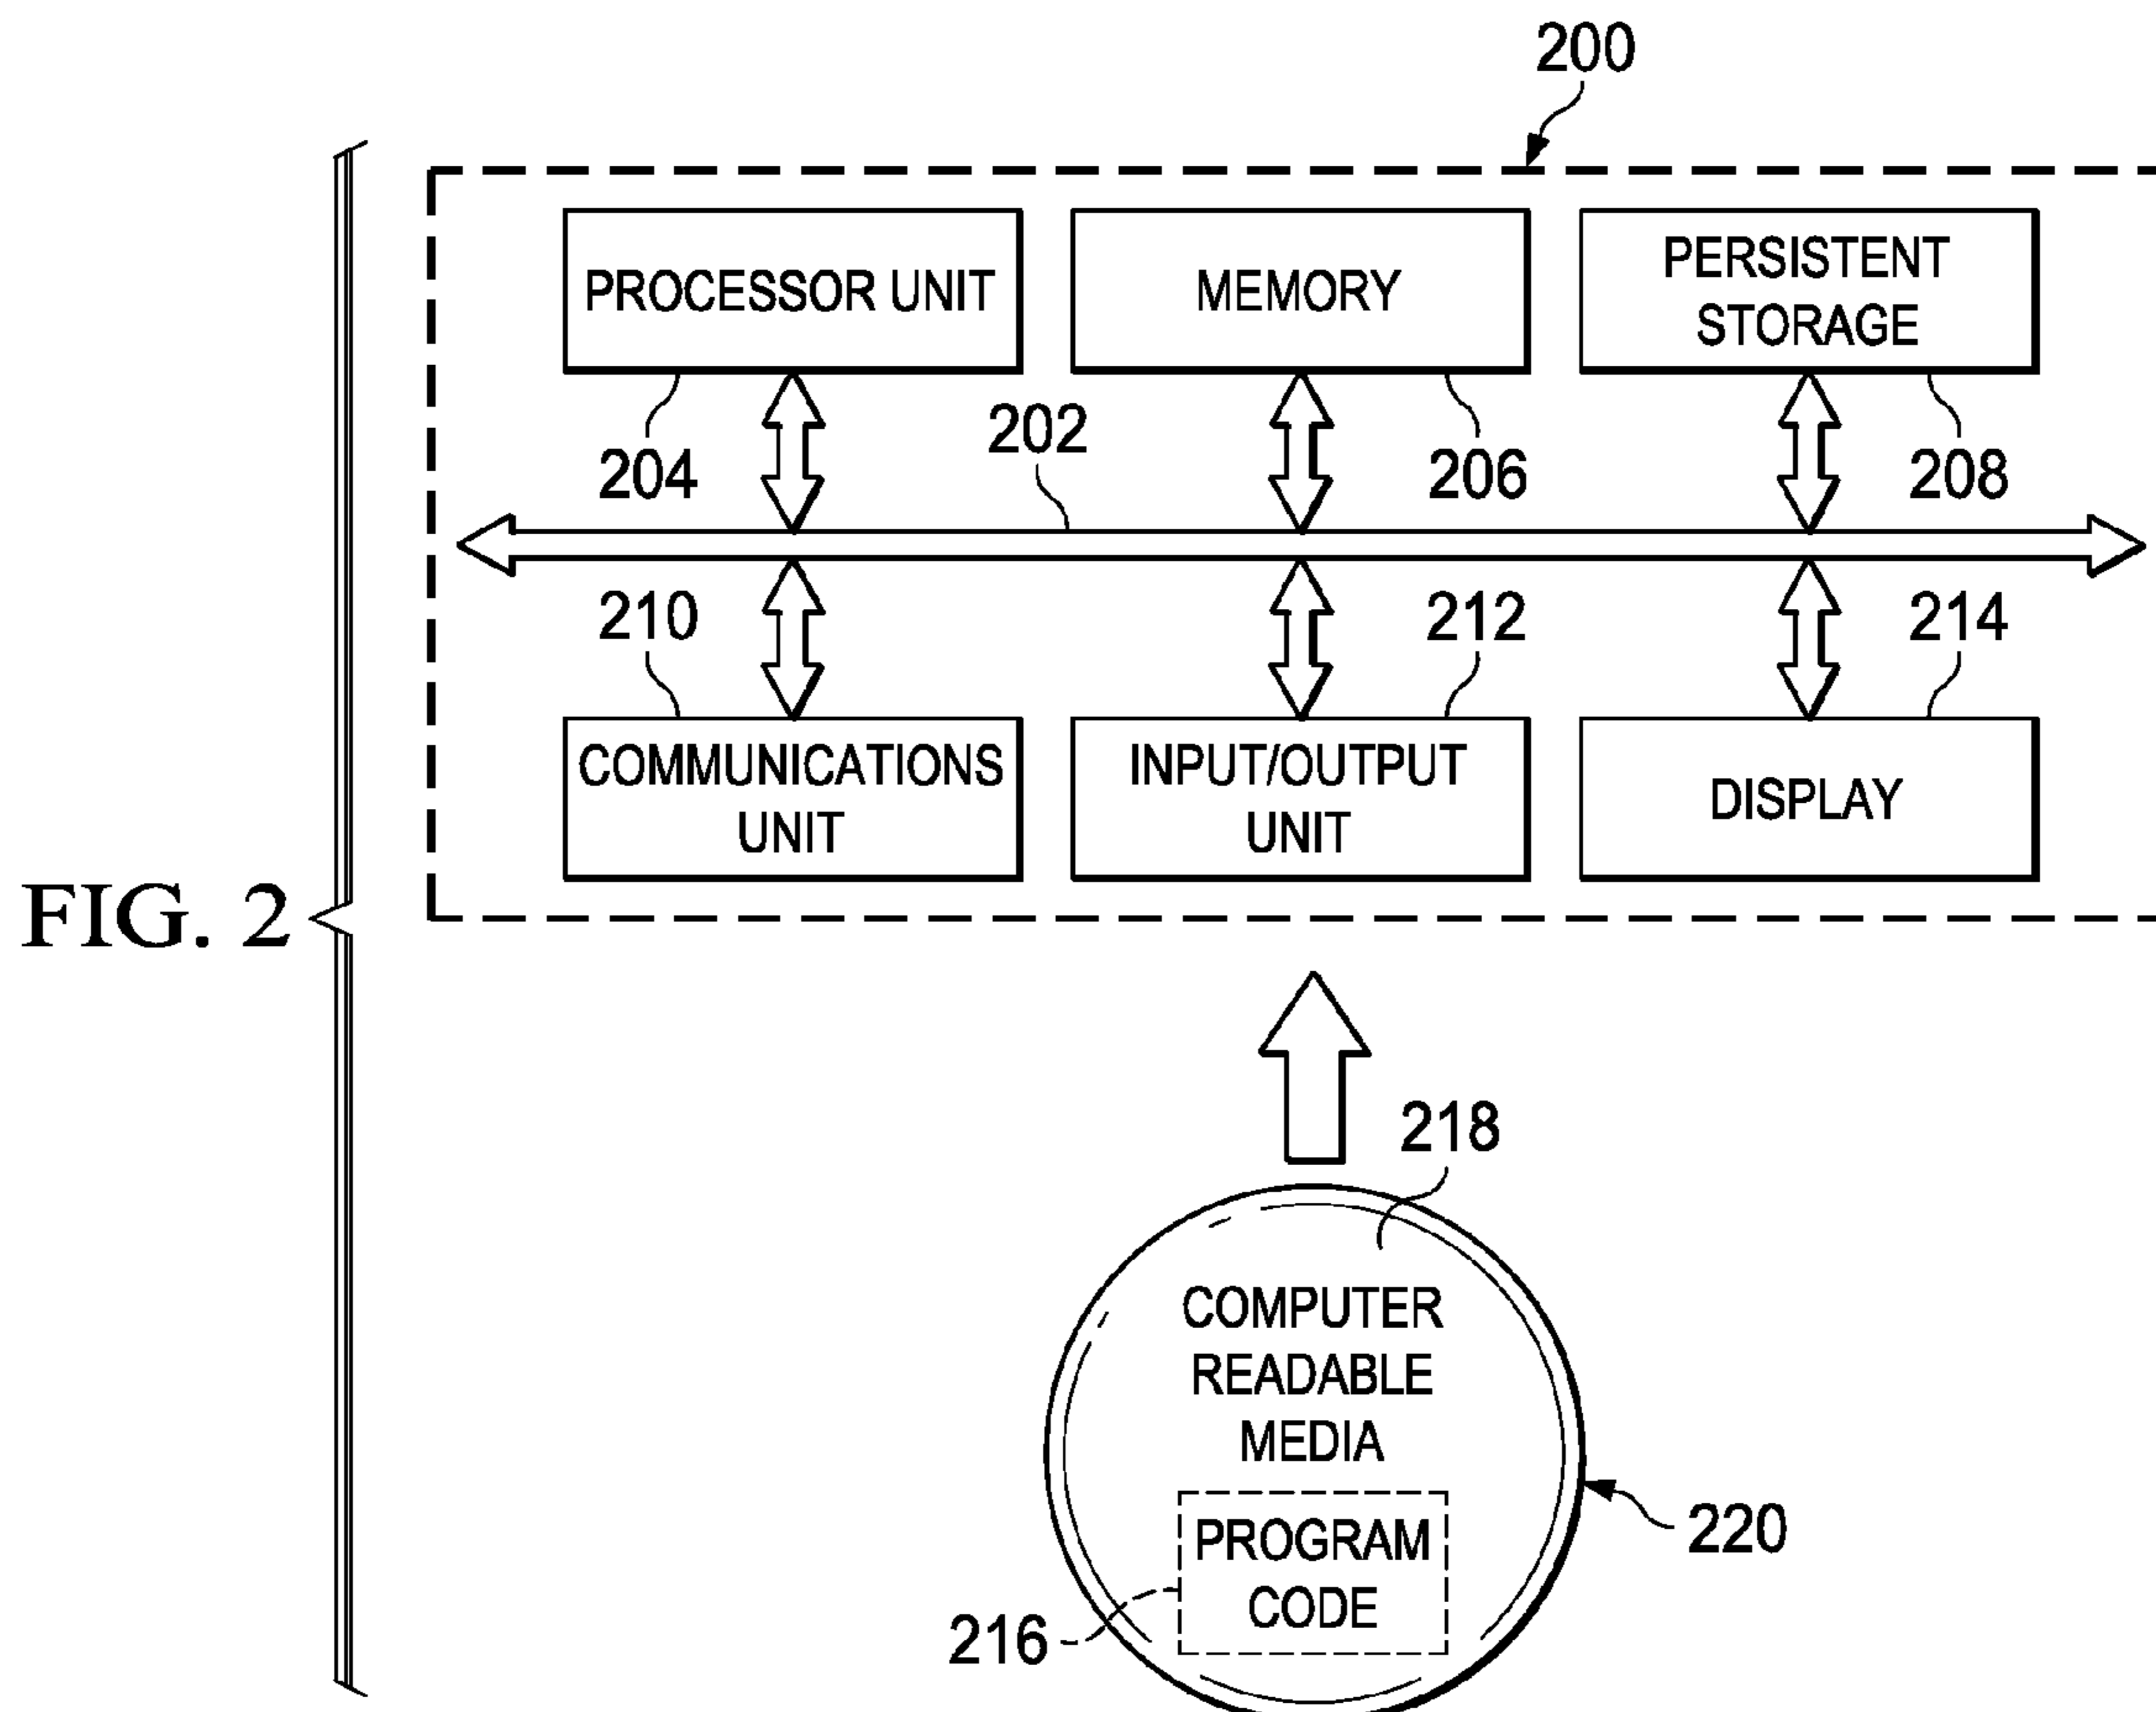 200
PROCESSOR UNIT
MEMORY
PERSISTENT
STORAGE
204
202
206
208
210
212
214
COMMUNICATIONS
UNIT
INPUT/OUTPUT
UNIT
DISPLAY
FIG. 2
218
COMPUTER
READABLE
MEDIA
PROGRAM
CODE
220
216